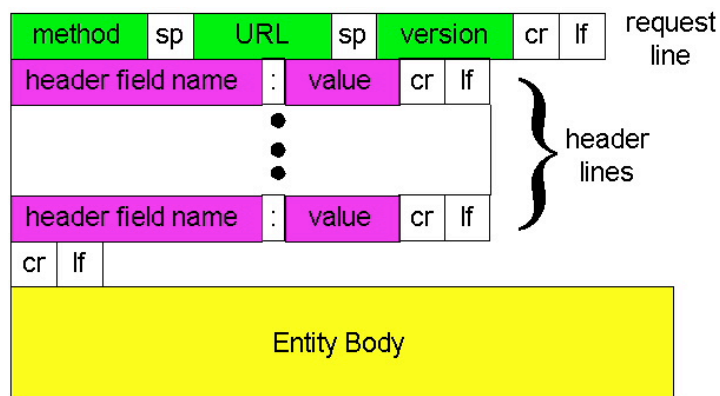 method sp URL sp version cr lf request line
header field name : value cr lf
header lines
header field name : value cr lf
cr lf
Entity Body